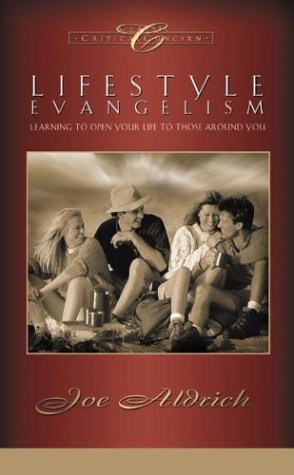 CRITICAL CONCERN
LIFESTYLE
EVANGELISM
LEARNING TO OPEN YOUR LIFE TO THOSE AROUND YOU
Joe Aldrich